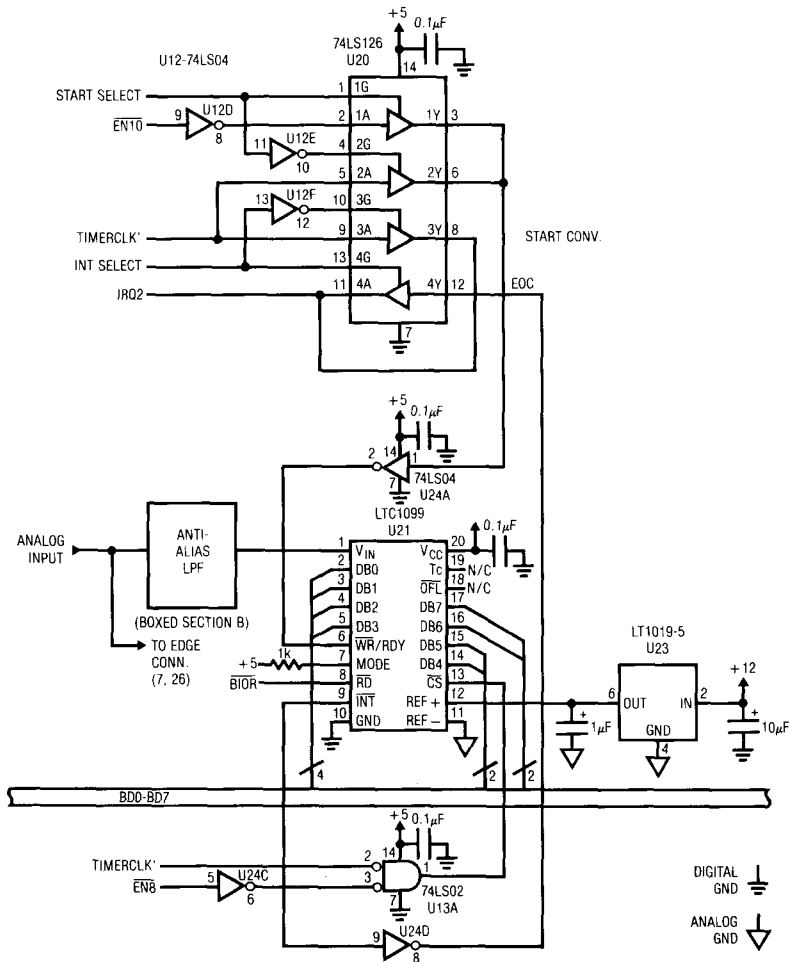 +5
0.1µF
74LS126
U20
U12-74LS04
14
START SELECT
1
1G
EN10
9
U12D
8
2
1A
1Y
3
11
U12E
10
4
2G
5
2A
2Y
6
13
U12F
12
10
3G
TIMERCLK'
9
3A
3Y
8
START CONV.
INT SELECT
13
4G
IRQ2
11
4A
4Y
12
EOC
7
+5
0.1µF
2
14
1
7
74LS04
U24A
LTC1099
U21
ANALOG
INPUT
ANTI-
ALIAS
LPF
(BOXED SECTION B)
TO EDGE
CONN.
(7, 26)
1
VIN
VCC
20
0.1µF
2
DB0
TC
19
N/C
3
DB1
OFL
18
N/C
4
DB2
DB7
17
5
DB3
DB6
16
6
WR/RDY
DB5
15
+5
1k
7
MODE
DB4
14
BIOR
8
RD
CS
13
9
INT
REF +
12
10
GND
REF −
11
LT1019-5
U23
+12
6
OUT
IN
2
GND
4
+
1µF
+
10µF
4
2
2
BD0-BD7
+5
0.1µF
TIMERCLK'
2
14
1
EN8
5
U24C
6
3
7
74LS02
U13A
9
U24D
8
DIGITAL
GND
ANALOG
GND